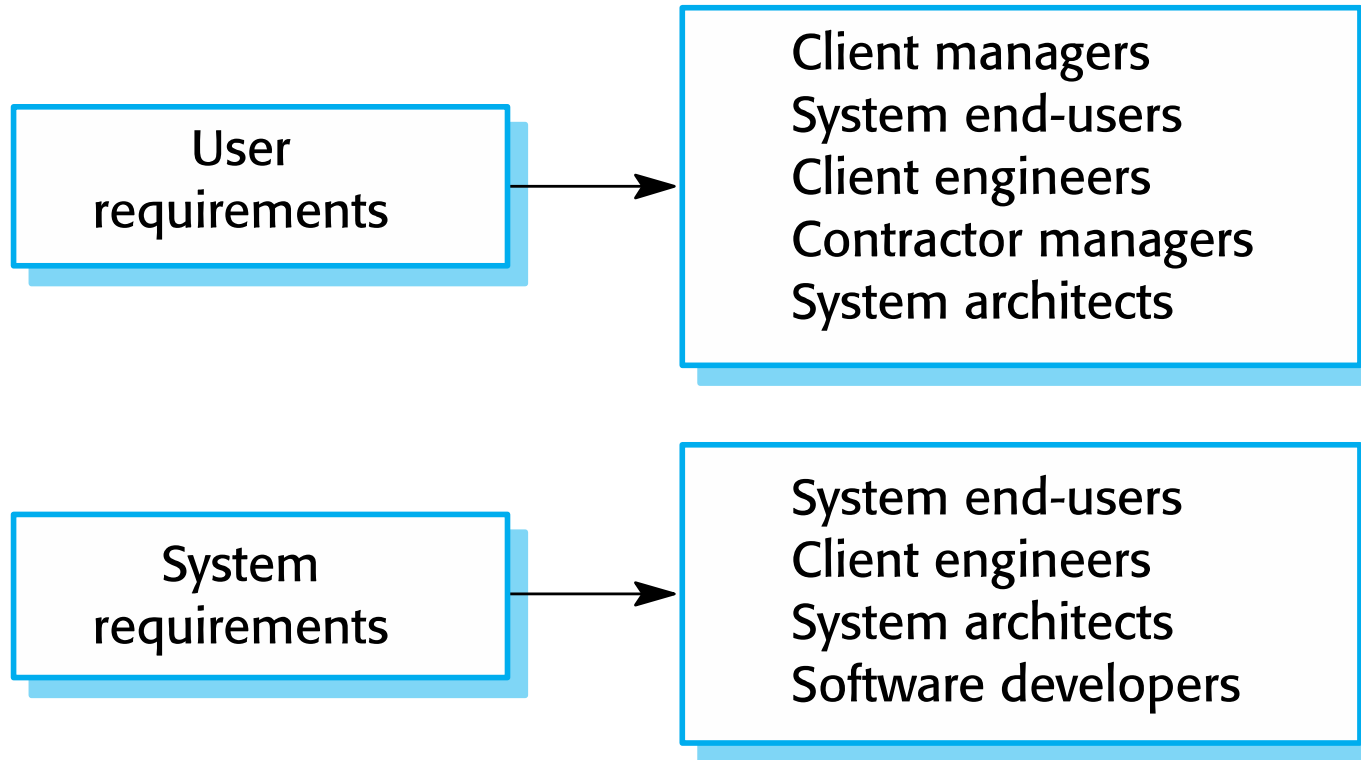 User
requirements
Client managers
System end-users
Client engineers
Contractor managers
System architects
System
requirements
System end-users
Client engineers
System architects
Software developers